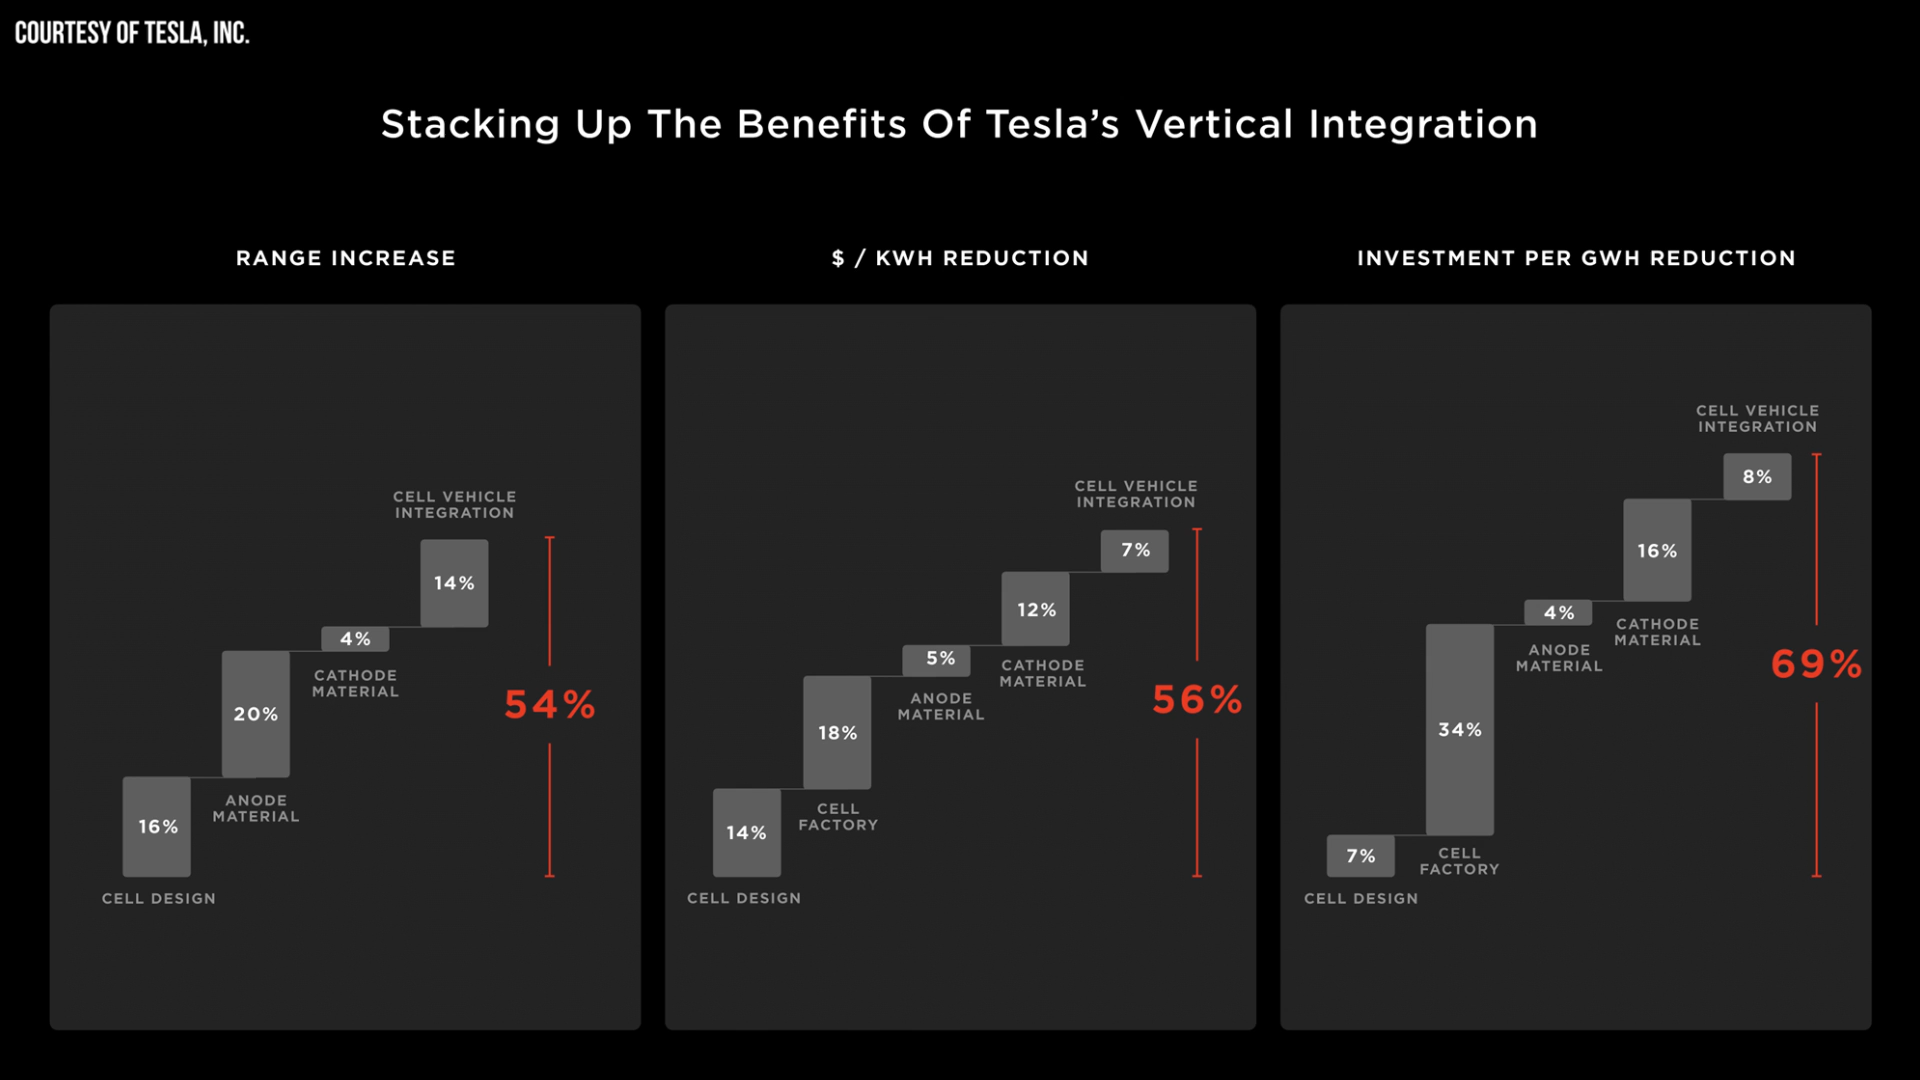 COURTESY OF TESLA, INC.
Stacking Up The Benefits Of Tesla's Vertical Integration
RANGE INCREASE
CELL VEHICLE
INTEGRATION
14%
4%
CATHODE
MATERIAL
20%
ANODE
MATERIAL
16%
CELL DESIGN
54%
$ / KWH REDUCTION
CELL VEHICLE
INTEGRATION
7%
12%
CATHODE
MATERIAL
5%
ANODE
MATERIAL
18%
CELL
FACTORY
14%
CELL DESIGN
56%
INVESTMENT PER GWH REDUCTION
CELL VEHICLE
INTEGRATION
8%
16%
CATHODE
MATERIAL
4%
ANODE
MATERIAL
34%
CELL
FACTORY
7%
CELL DESIGN
69%